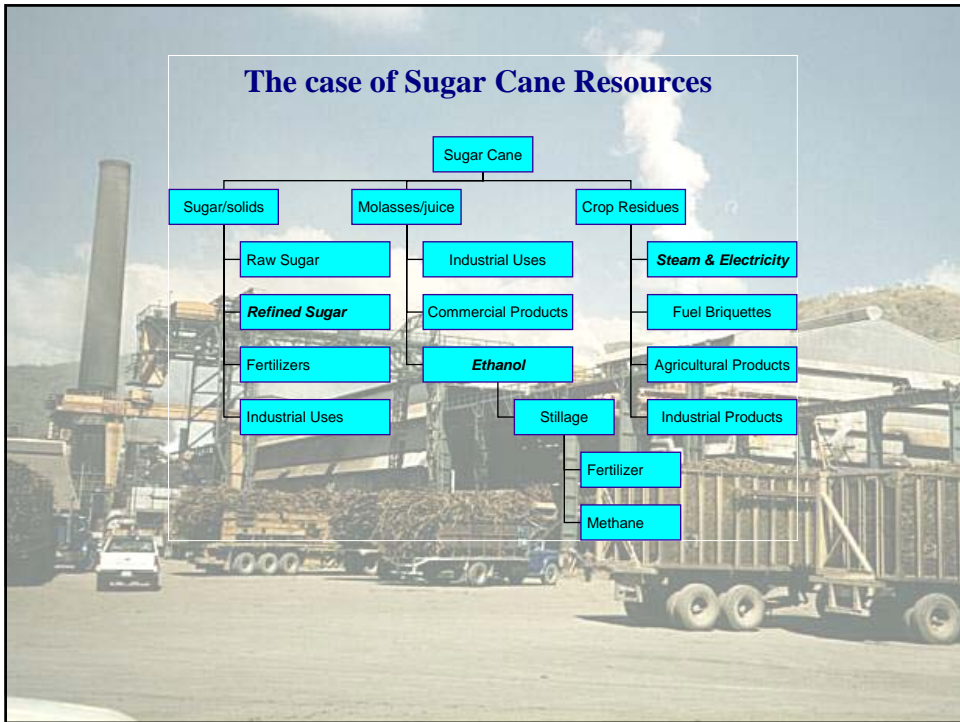 The case of Sugar Cane Resources
Sugar Cane
Sugar/solids
Molasses/juice
Crop Residues
Raw Sugar
Refined Sugar
Fertilizers
Industrial Uses
Industrial Uses
Commercial Products
Ethanol
Stillage
Fertilizer
Methane
Steam & Electricity
Fuel Briquettes
Agricultural Products
Industrial Products